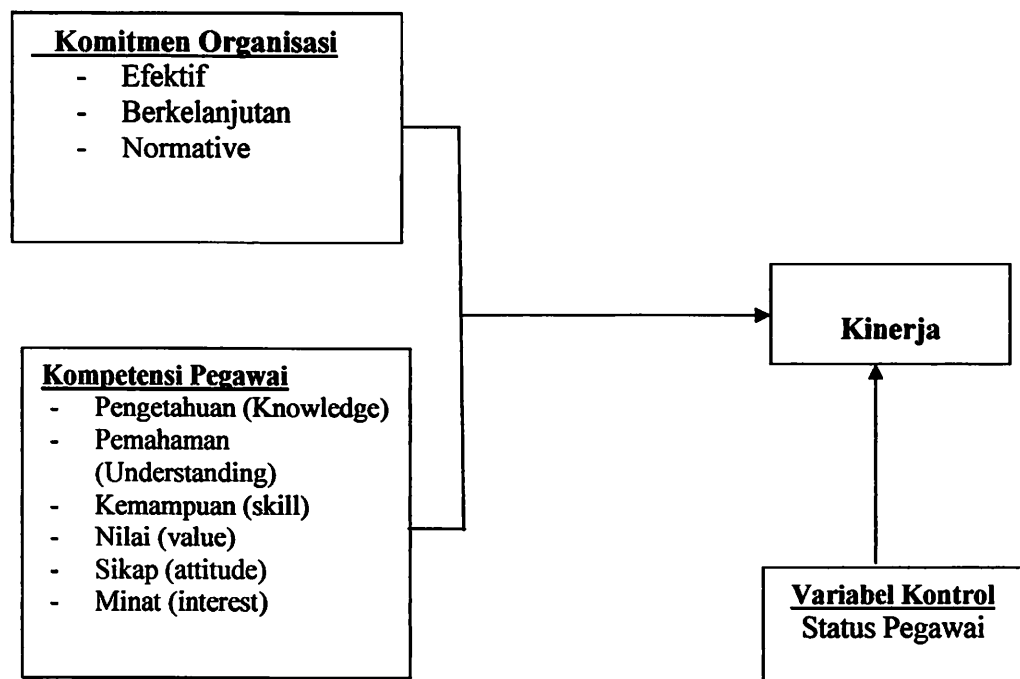 Komitmen Organisasi
- Efektif
- Berkelanjutan
- Normative
Kinerja
Kompetensi Pegawai
- Pengetahuan (Knowledge)
- Pemahaman
(Understanding)
- Kemampuan (skill)
- Nilai (value)
- Sikap (attitude)
- Minat (interest)
Variabel Kontrol
Status Pegawai